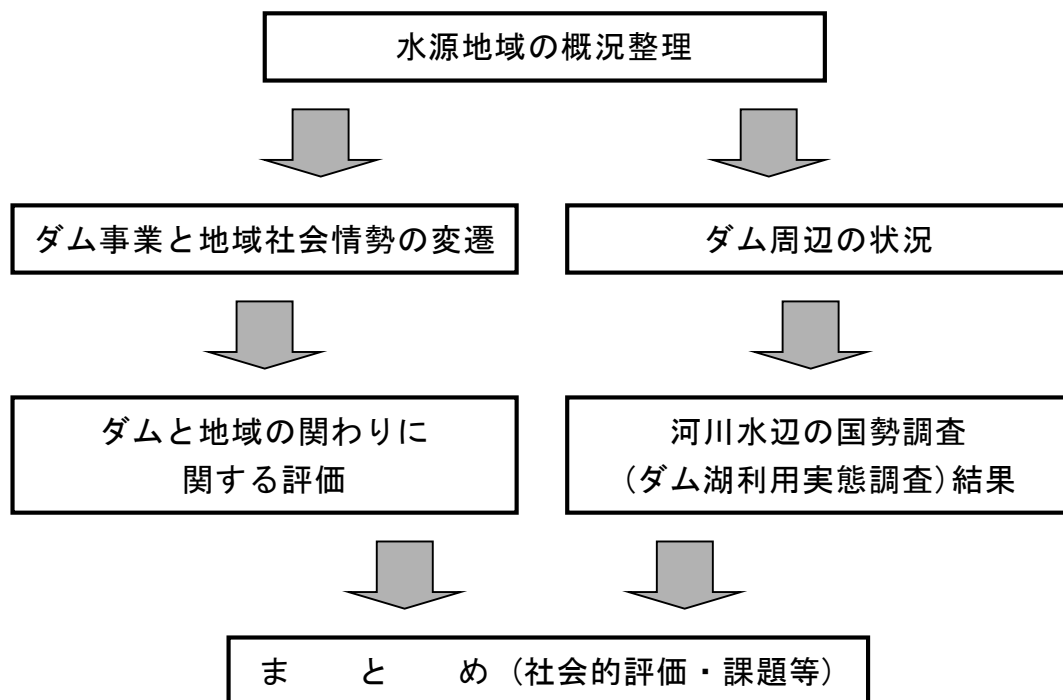 水源地域の概況整理
ダム事業と地域社会情勢の変遷
ダム周辺の状況
ダムと地域の関わりに
関する評価
河川水辺の国勢調査
(ダム湖利用実態調査)結果
ま　と　め (社会的評価・課題等)